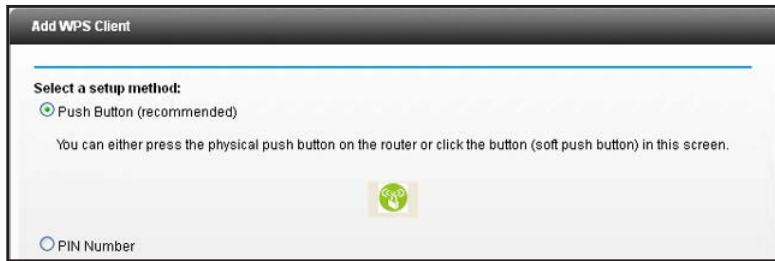 Add WPS Client
Select a setup method:
Push Button (recommended)
You can either press the physical push button on the router or click the button (soft push button) in this screen.
PIN Number